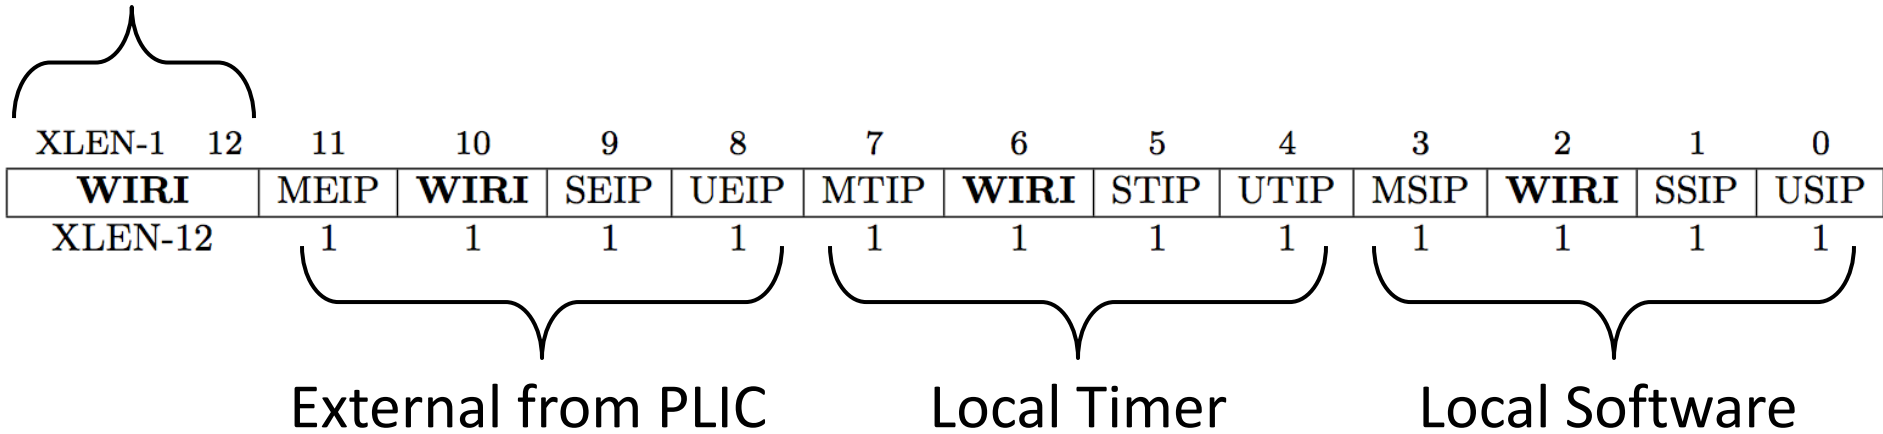 XLEN-1 12 11 10 9 8 7 6 5 4 3 2 1 0
WIRI MEIP WIRI SEIP UEIP MTIP WIRI STIP UTIP MSIP WIRI SSIP USIP
XLEN-12 1 1 1 1 1 1 1 1 1 1 1 1
External from PLIC Local Timer Local Software